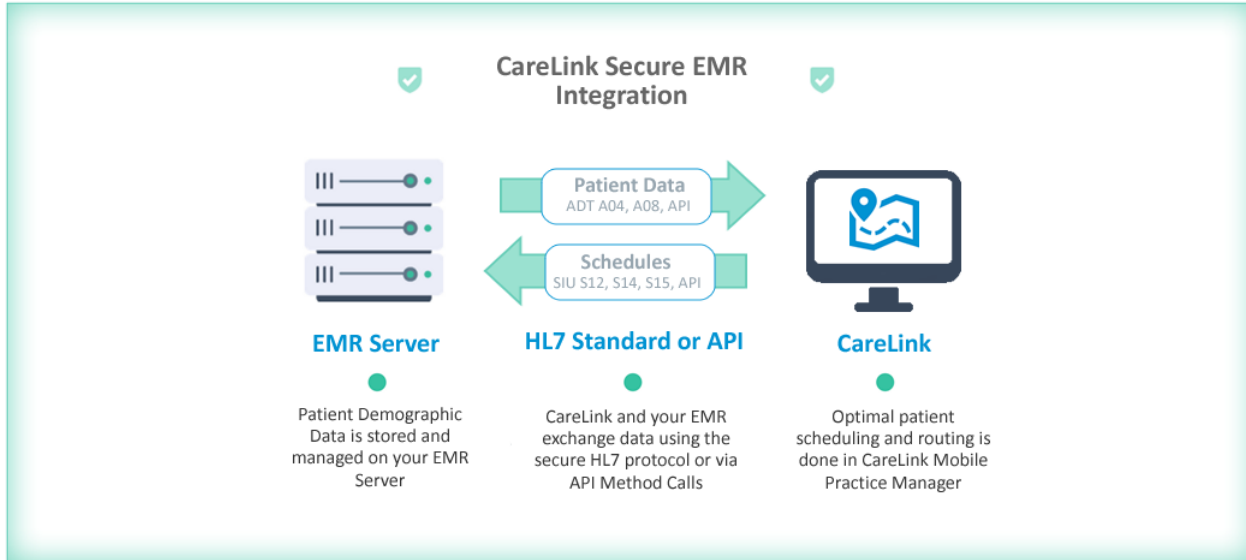 CareLink Secure EMR
Integration
Patient Data
ADT A04, A08, API
Schedules
SIU S12, S14, S15, API
EMR Server
HL7 Standard or API
CareLink
Patient Demographic
Data is stored and
managed on your EMR
Server
CareLink and your EMR
exchange data using the
secure HL7 protocol or via
API Method Calls
Optimal patient
scheduling and routing is
done in CareLink Mobile
Practice Manager